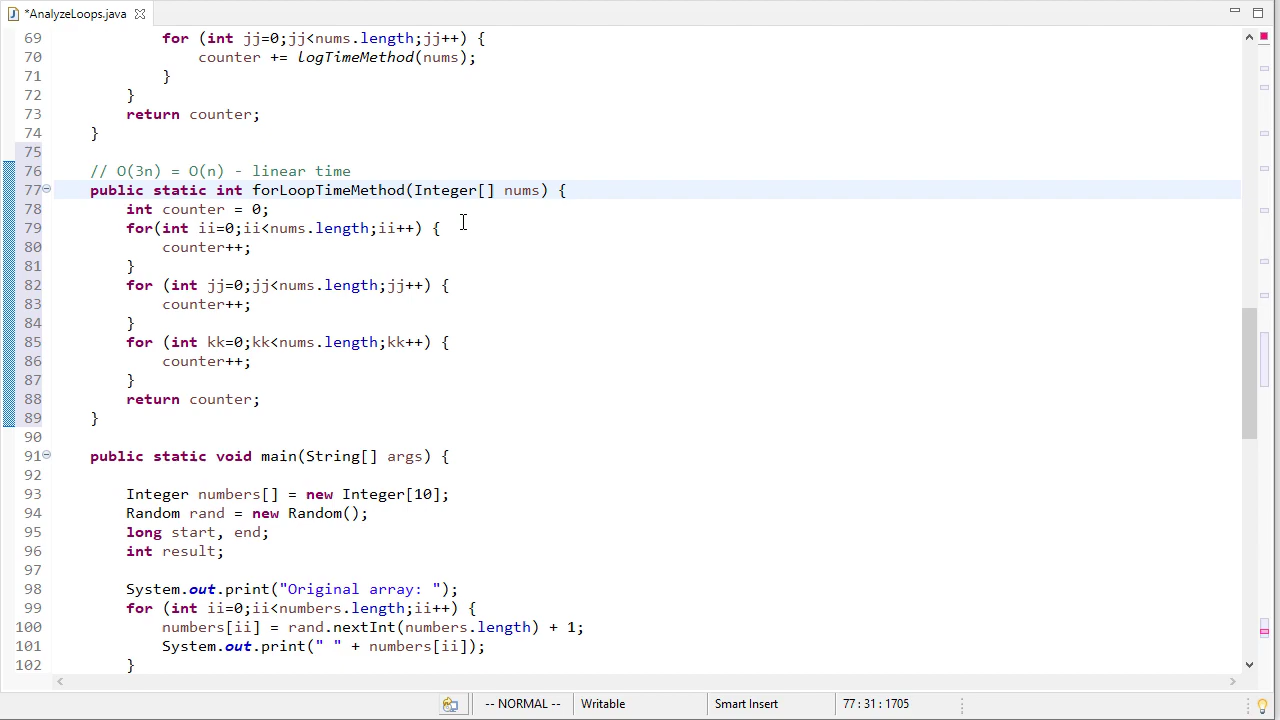 *AnalyzeLoops.java
69 for (int jj=0;jj<nums.length;jj++) {
70 counter += logTimeMethod(nums);
71 }
72 }
73 return counter;
74 }
75
76 // O(3n) = O(n) - linear time
77 public static int forLoopTimeMethod(Integer[] nums) {
78 int counter = 0;
79 for(int ii=0;ii<nums.length;ii++) {
80 counter++;
81 }
82 for (int jj=0;jj<nums.length;jj++) {
83 counter++;
84 }
85 for (int kk=0;kk<nums.length;kk++) {
86 counter++;
87 }
88 return counter;
89 }
90
91 public static void main(String[] args) {
92
93 Integer numbers[] = new Integer[10];
94 Random rand = new Random();
95 long start, end;
96 int result;
97
98 System.out.print("Original array: ");
99 for (int ii=0;ii<numbers.length;ii++) {
100 numbers[ii] = rand.nextInt(numbers.length) + 1;
101 System.out.print(" " + numbers[ii]);
102 }
-- NORMAL -- Writable Smart Insert 77 : 31 : 1705